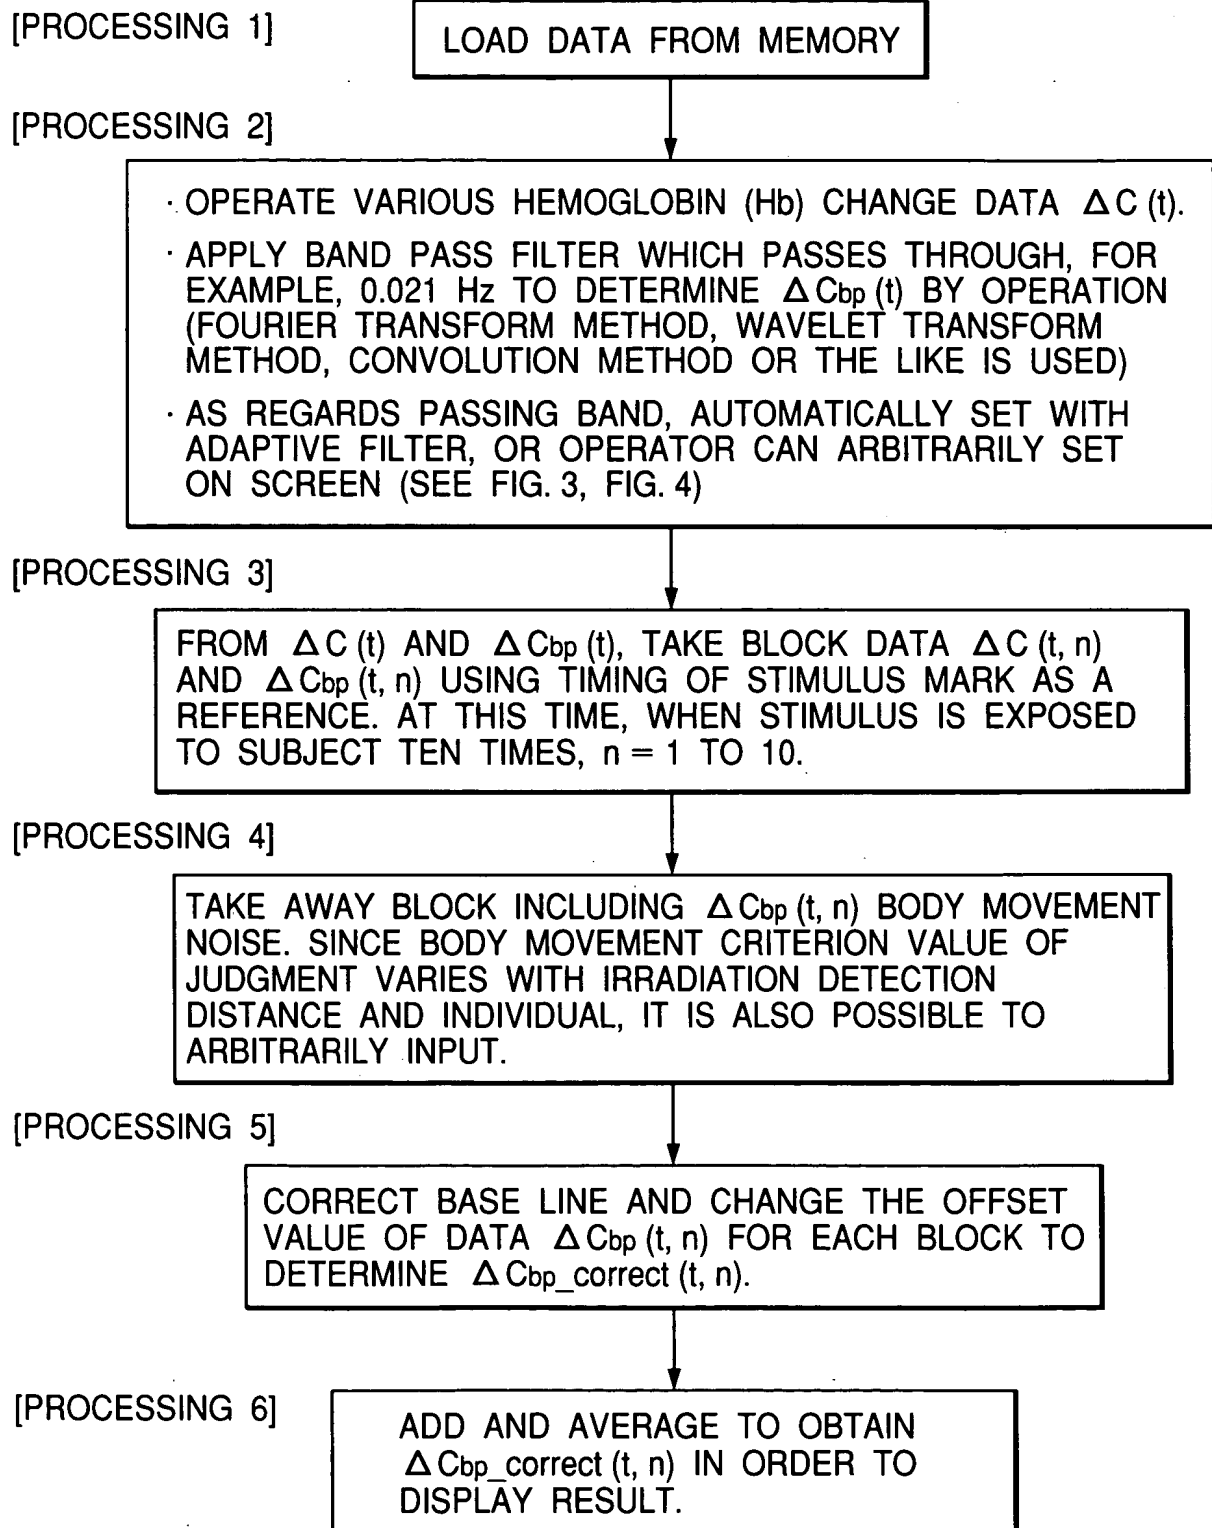 [PROCESSING 1]
LOAD DATA FROM MEMORY
[PROCESSING 2]
· OPERATE VARIOUS HEMOGLOBIN (Hb) CHANGE DATA ΔC (t).
· APPLY BAND PASS FILTER WHICH PASSES THROUGH, FOR
EXAMPLE, 0.021 Hz TO DETERMINE ΔCbp (t) BY OPERATION
(FOURIER TRANSFORM METHOD, WAVELET TRANSFORM
METHOD, CONVOLUTION METHOD OR THE LIKE IS USED)
· AS REGARDS PASSING BAND, AUTOMATICALLY SET WITH
ADAPTIVE FILTER, OR OPERATOR CAN ARBITRARILY SET
ON SCREEN (SEE FIG. 3, FIG. 4)
[PROCESSING 3]
FROM ΔC (t) AND ΔCbp (t), TAKE BLOCK DATA ΔC (t, n)
AND ΔCbp (t, n) USING TIMING OF STIMULUS MARK AS A
REFERENCE. AT THIS TIME, WHEN STIMULUS IS EXPOSED
TO SUBJECT TEN TIMES, n = 1 TO 10.
[PROCESSING 4]
TAKE AWAY BLOCK INCLUDING ΔCbp (t, n) BODY MOVEMENT
NOISE. SINCE BODY MOVEMENT CRITERION VALUE OF
JUDGMENT VARIES WITH IRRADIATION DETECTION
DISTANCE AND INDIVIDUAL, IT IS ALSO POSSIBLE TO
ARBITRARILY INPUT.
[PROCESSING 5]
CORRECT BASE LINE AND CHANGE THE OFFSET
VALUE OF DATA ΔCbp (t, n) FOR EACH BLOCK TO
DETERMINE ΔCbp_correct (t, n).
[PROCESSING 6]
ADD AND AVERAGE TO OBTAIN
ΔCbp_correct (t, n) IN ORDER TO
DISPLAY RESULT.